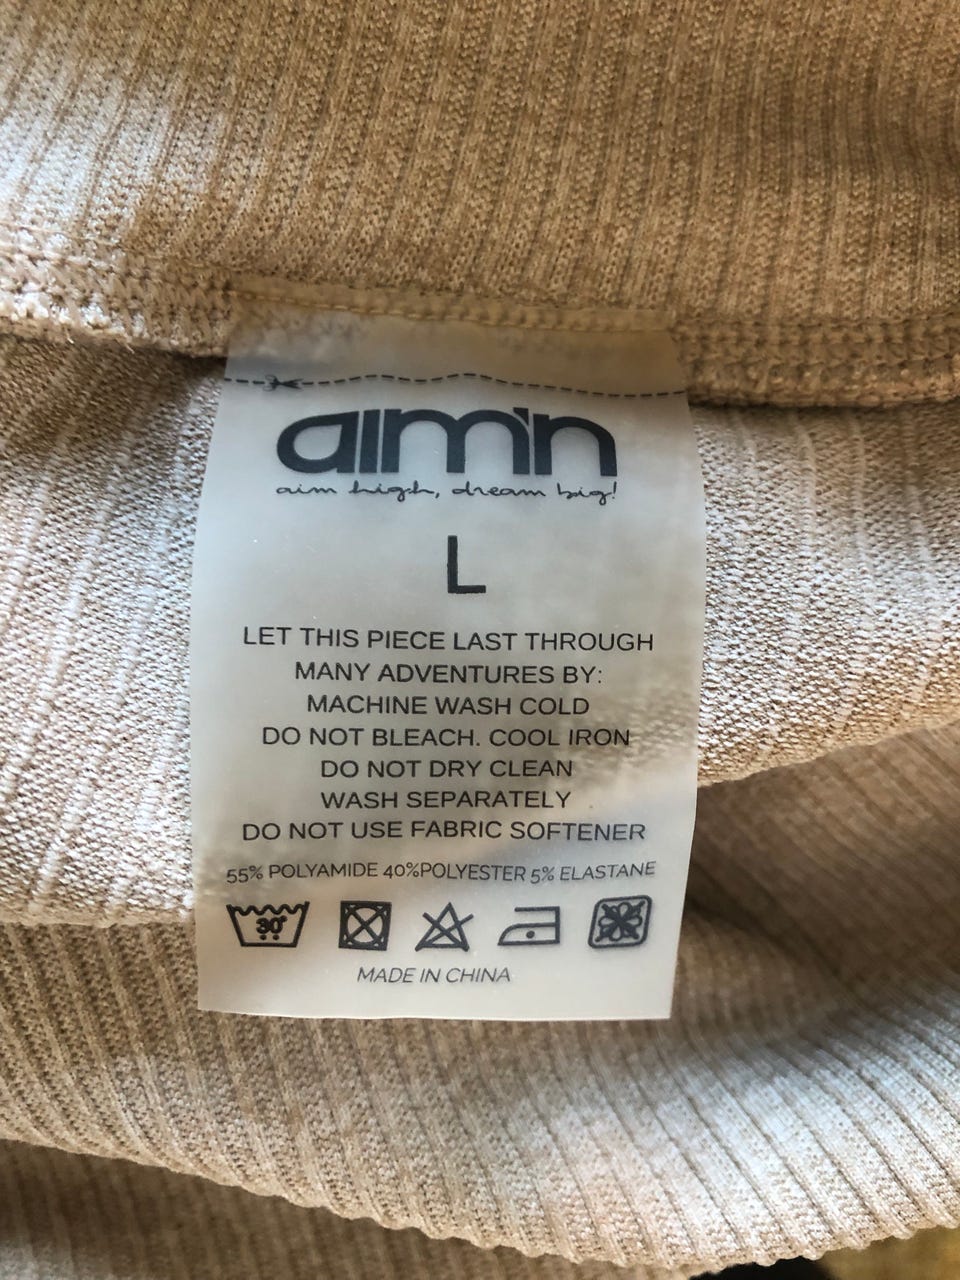 aim'n
aim high, dream big!
L
LET THIS PIECE LAST THROUGH
MANY ADVENTURES BY:
MACHINE WASH COLD
DO NOT BLEACH. COOL IRON
DO NOT DRY CLEAN
WASH SEPARATELY
DO NOT USE FABRIC SOFTENER
55% POLYAMIDE 40%POLYESTER 5% ELASTANE
30°
MADE IN CHINA